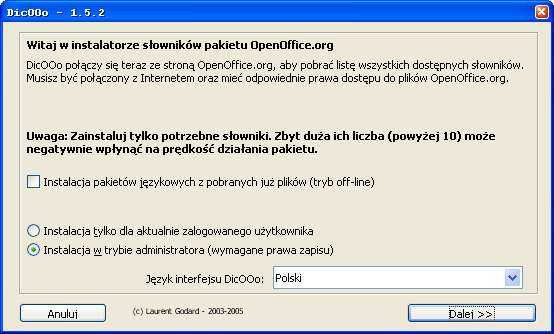 DicOOo - 1.5.2
Witaj w instalatorze słowników pakietu OpenOffice.org
DicOOo połączy się teraz ze stroną OpenOffice.org, aby pobrać listę wszystkich dostępnych słowników.
Musisz być połączony z Internetem oraz mieć odpowiednie prawa dostępu do plików OpenOffice.org.
Uwaga: Zainstaluj tylko potrzebne słowniki. Zbyt duża ich liczba (powyżej 10) może
negatywnie wpłynąć na prędkość działania pakietu.
Instalacja pakietów językowych z pobranych już plików (tryb off-line)
Instalacja tylko dla aktualnie zalogowanego użytkownika
Instalacja w trybie administratora (wymagane prawa zapisu)
Język interfejsu DicOOo: Polski
Anuluj (c) Laurent Godard - 2003-2005 Dalej >>